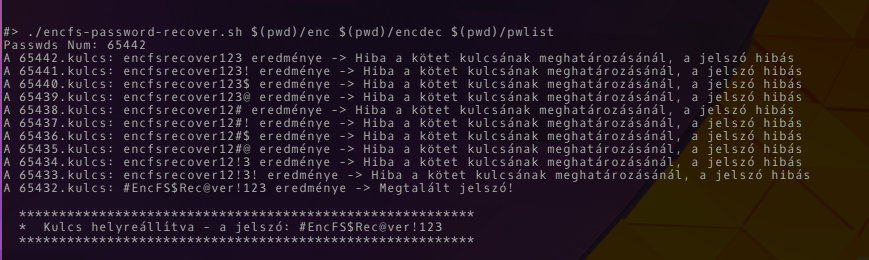 #> ./encfs-password-recover.sh $(pwd)/enc $(pwd)/encdec $(pwd)/pwlist
Passwds Num: 65442
A 65442.kulcs: encfsrecover123 eredménye -> Hiba a kötet kulcsának meghatározásánál, a jelszó hibás
A 65441.kulcs: encfsrecover123! eredménye -> Hiba a kötet kulcsának meghatározásánál, a jelszó hibás
A 65440.kulcs: encfsrecover123$ eredménye -> Hiba a kötet kulcsának meghatározásánál, a jelszó hibás
A 65439.kulcs: encfsrecover123@ eredménye -> Hiba a kötet kulcsának meghatározásánál, a jelszó hibás
A 65438.kulcs: encfsrecover12# eredménye -> Hiba a kötet kulcsának meghatározásánál, a jelszó hibás
A 65437.kulcs: encfsrecover12#! eredménye -> Hiba a kötet kulcsának meghatározásánál, a jelszó hibás
A 65436.kulcs: encfsrecover12#$ eredménye -> Hiba a kötet kulcsának meghatározásánál, a jelszó hibás
A 65435.kulcs: encfsrecover12#@ eredménye -> Hiba a kötet kulcsának meghatározásánál, a jelszó hibás
A 65434.kulcs: encfsrecover12!3 eredménye -> Hiba a kötet kulcsának meghatározásánál, a jelszó hibás
A 65433.kulcs: encfsrecover12!3! eredménye -> Hiba a kötet kulcsának meghatározásánál, a jelszó hibás
A 65432.kulcs: #EncFS$Rec@ver!123 eredménye -> Megtalált jelszó!
*********************************************************
*  Kulcs helyreállítva - a jelszó: #EncFS$Rec@ver!123
*********************************************************